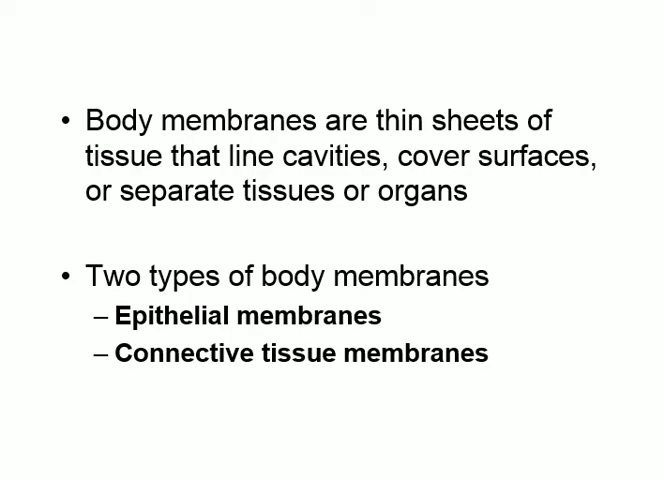 • Body membranes are thin sheets of
tissue that line cavities, cover surfaces,
or separate tissues or organs
• Two types of body membranes
– Epithelial membranes
– Connective tissue membranes